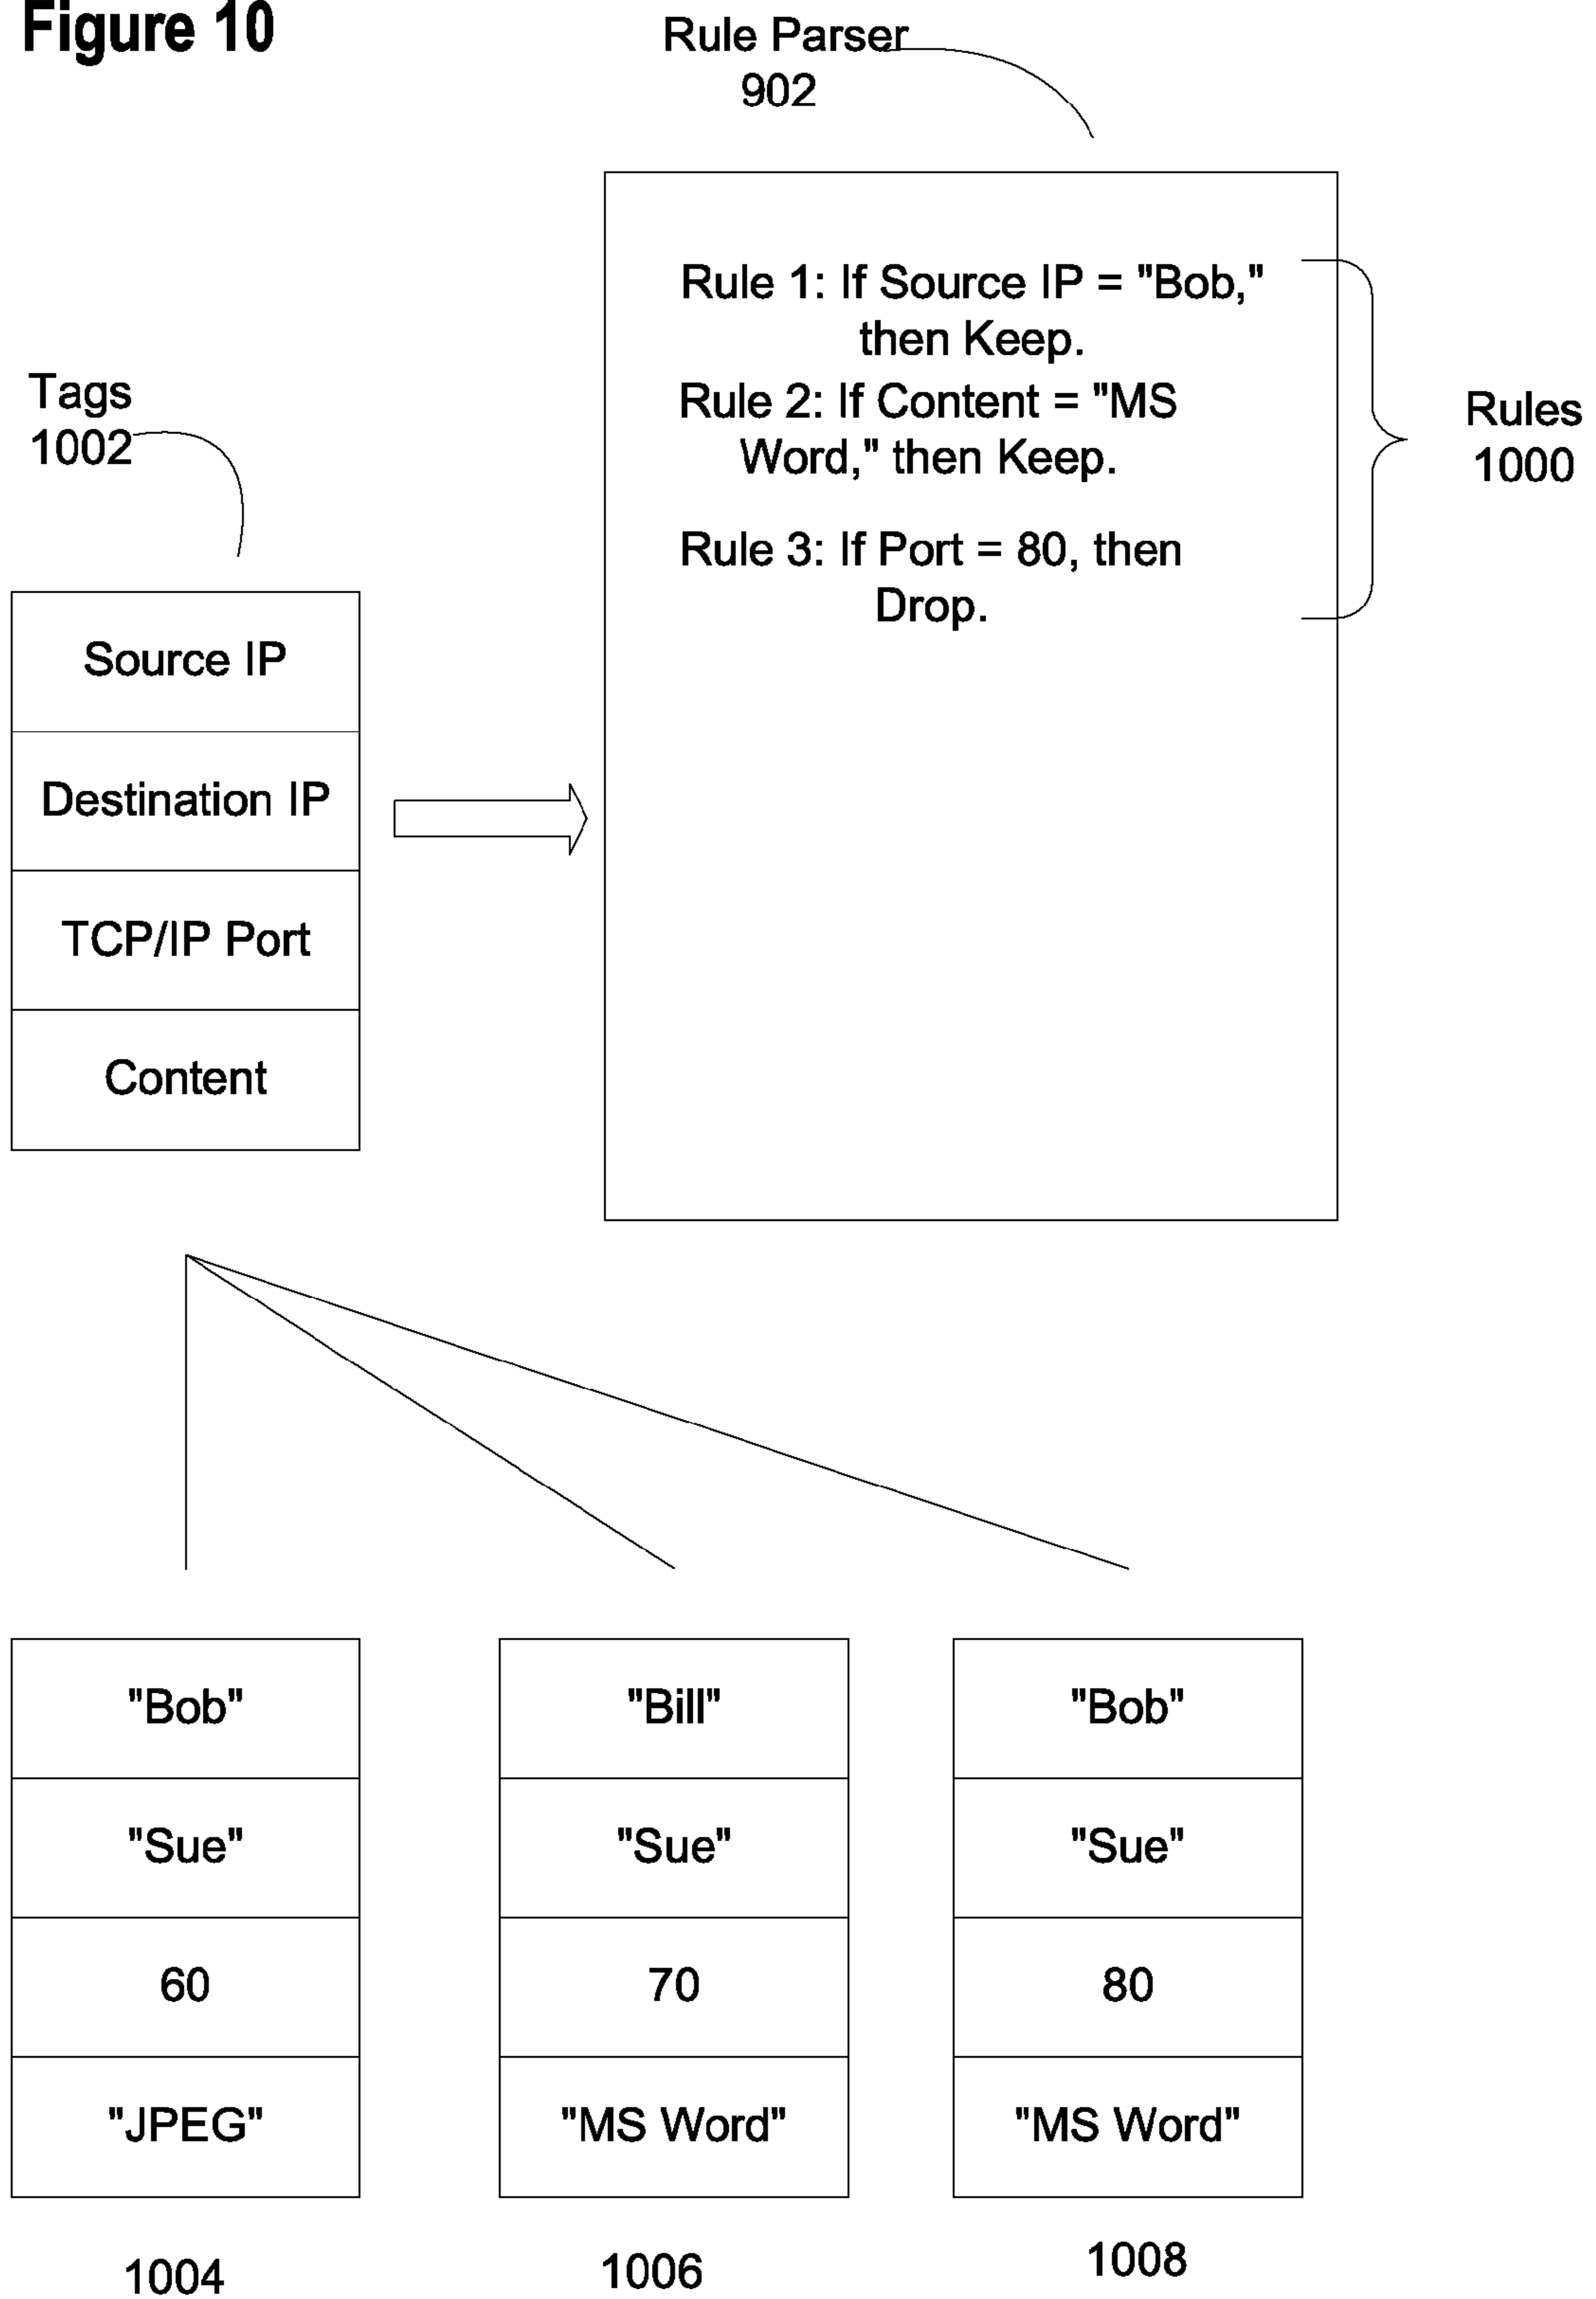 Figure 10
Rule Parser
902
Rule 1: If Source IP = "Bob,"
then Keep.
Rule 2: If Content = "MS
Word," then Keep.
Rule 3: If Port = 80, then
Drop.
Rules
1000
Tags
1002
Source IP
Destination IP
TCP/IP Port
Content
"Bob"
"Sue"
60
"JPEG"
1004
"Bill"
"Sue"
70
"MS Word"
1006
"Bob"
"Sue"
80
"MS Word"
1008